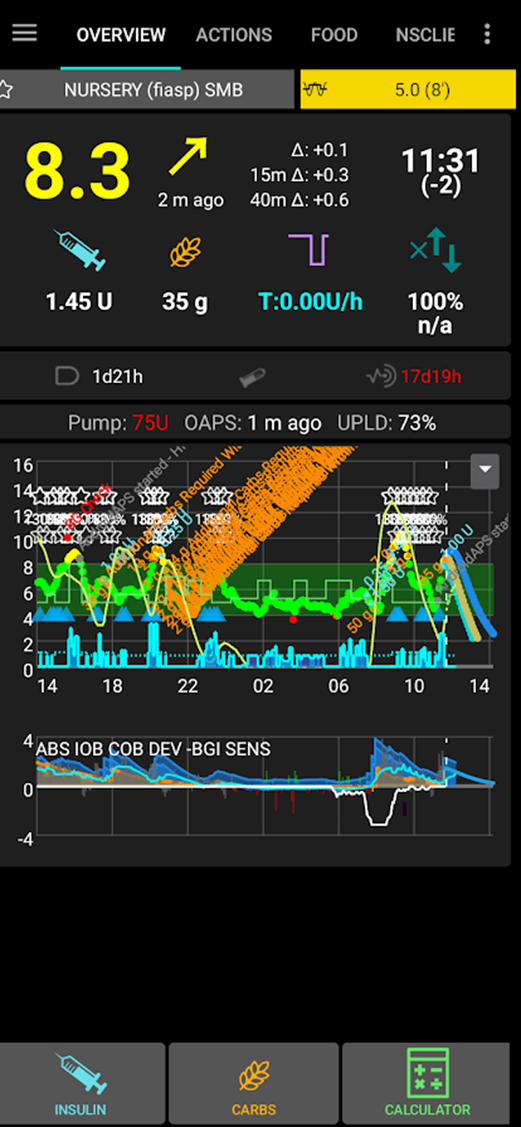 OVERVIEW ACTIONS FOOD NSCLIE
NURSERY (fiasp) SMB 5.0 (8')
8.3
2 m ago
Δ: +0.1
15m Δ: +0.3
40m Δ: +0.6
11:31
(-2)
1.45 U 35 g T:0.00U/h 100%
n/a
1d21h 17d19h
Pump: 75U OAPS: 1 m ago UPLD: 73%
16
14
12
10
8
6
4
2
0
14 18 22 02 06 10 14
4
ABS IOB COB DEV -BGI SENS
0
-4
INSULIN CARBS CALCULATOR